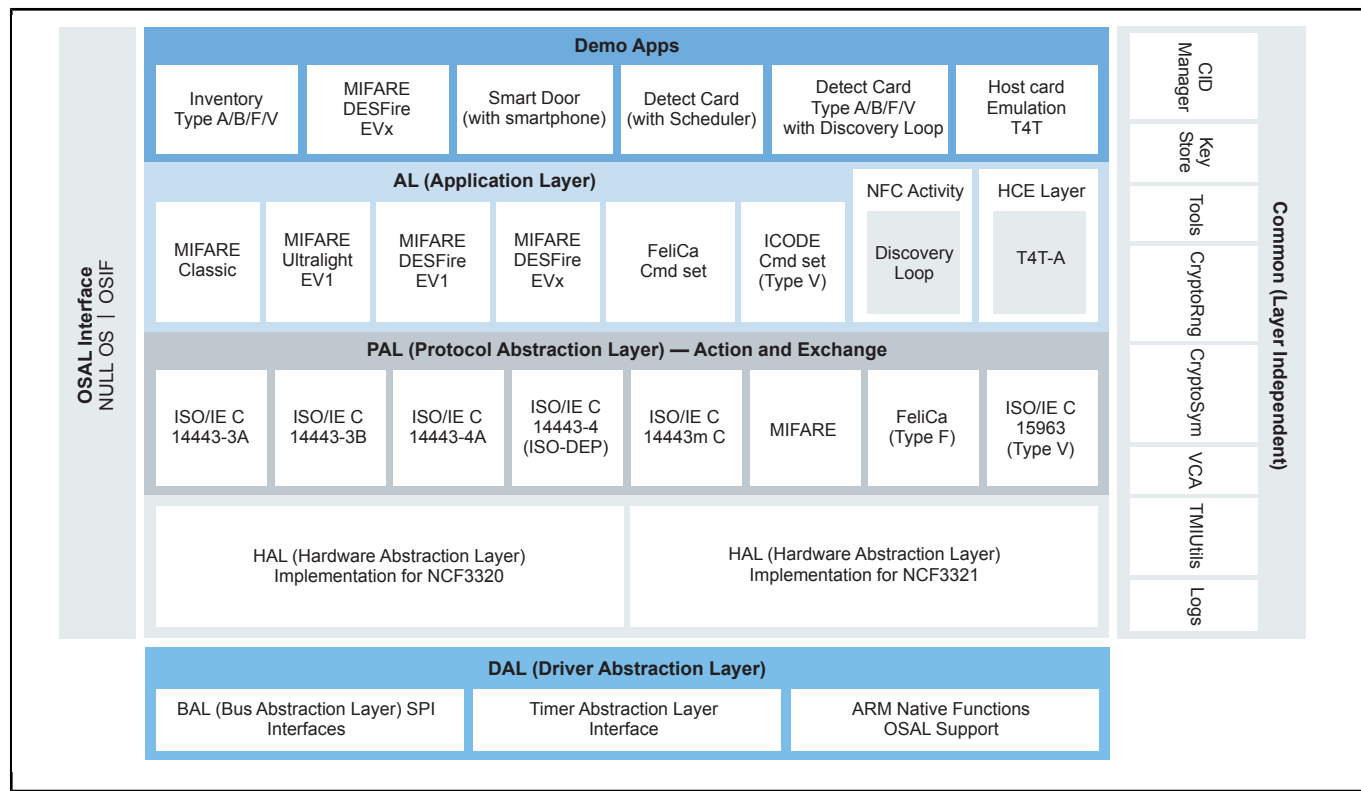 OSAL Interface
NULL OS | OSIF
Demo Apps
Inventory
Type A/B/F/V
MIFARE
DESFire
EVx
Smart Door
(with smartphone)
Detect Card
(with Scheduler)
Detect Card
Type A/B/F/V
with Discovery Loop
Host card
Emulation
T4T
AL (Application Layer)
MIFARE
Classic
MIFARE
Ultralight
EV1
MIFARE
DESFire
EV1
MIFARE
DESFire
EVx
FeliCa
Cmd set
ICODE
Cmd set
(Type V)
NFC Activity
Discovery
Loop
HCE Layer
T4T-A
PAL (Protocol Abstraction Layer) — Action and Exchange
ISO/IE C
14443-3A
ISO/IE C
14443-3B
ISO/IE C
14443-4A
ISO/IE C
14443-4
(ISO-DEP)
ISO/IE C
14443m C
MIFARE
FeliCa
(Type F)
ISO/IE C
15963
(Type V)
HAL (Hardware Abstraction Layer)
Implementation for NCF3320
HAL (Hardware Abstraction Layer)
Implementation for NCF3321
DAL (Driver Abstraction Layer)
BAL (Bus Abstraction Layer) SPI
Interfaces
Timer Abstraction Layer
Interface
ARM Native Functions
OSAL Support
CID
Manager
Key
Store
Tools
CryptoRng
CryptoSym
VCA
TMIUtils
Logs
Common (Layer Independent)